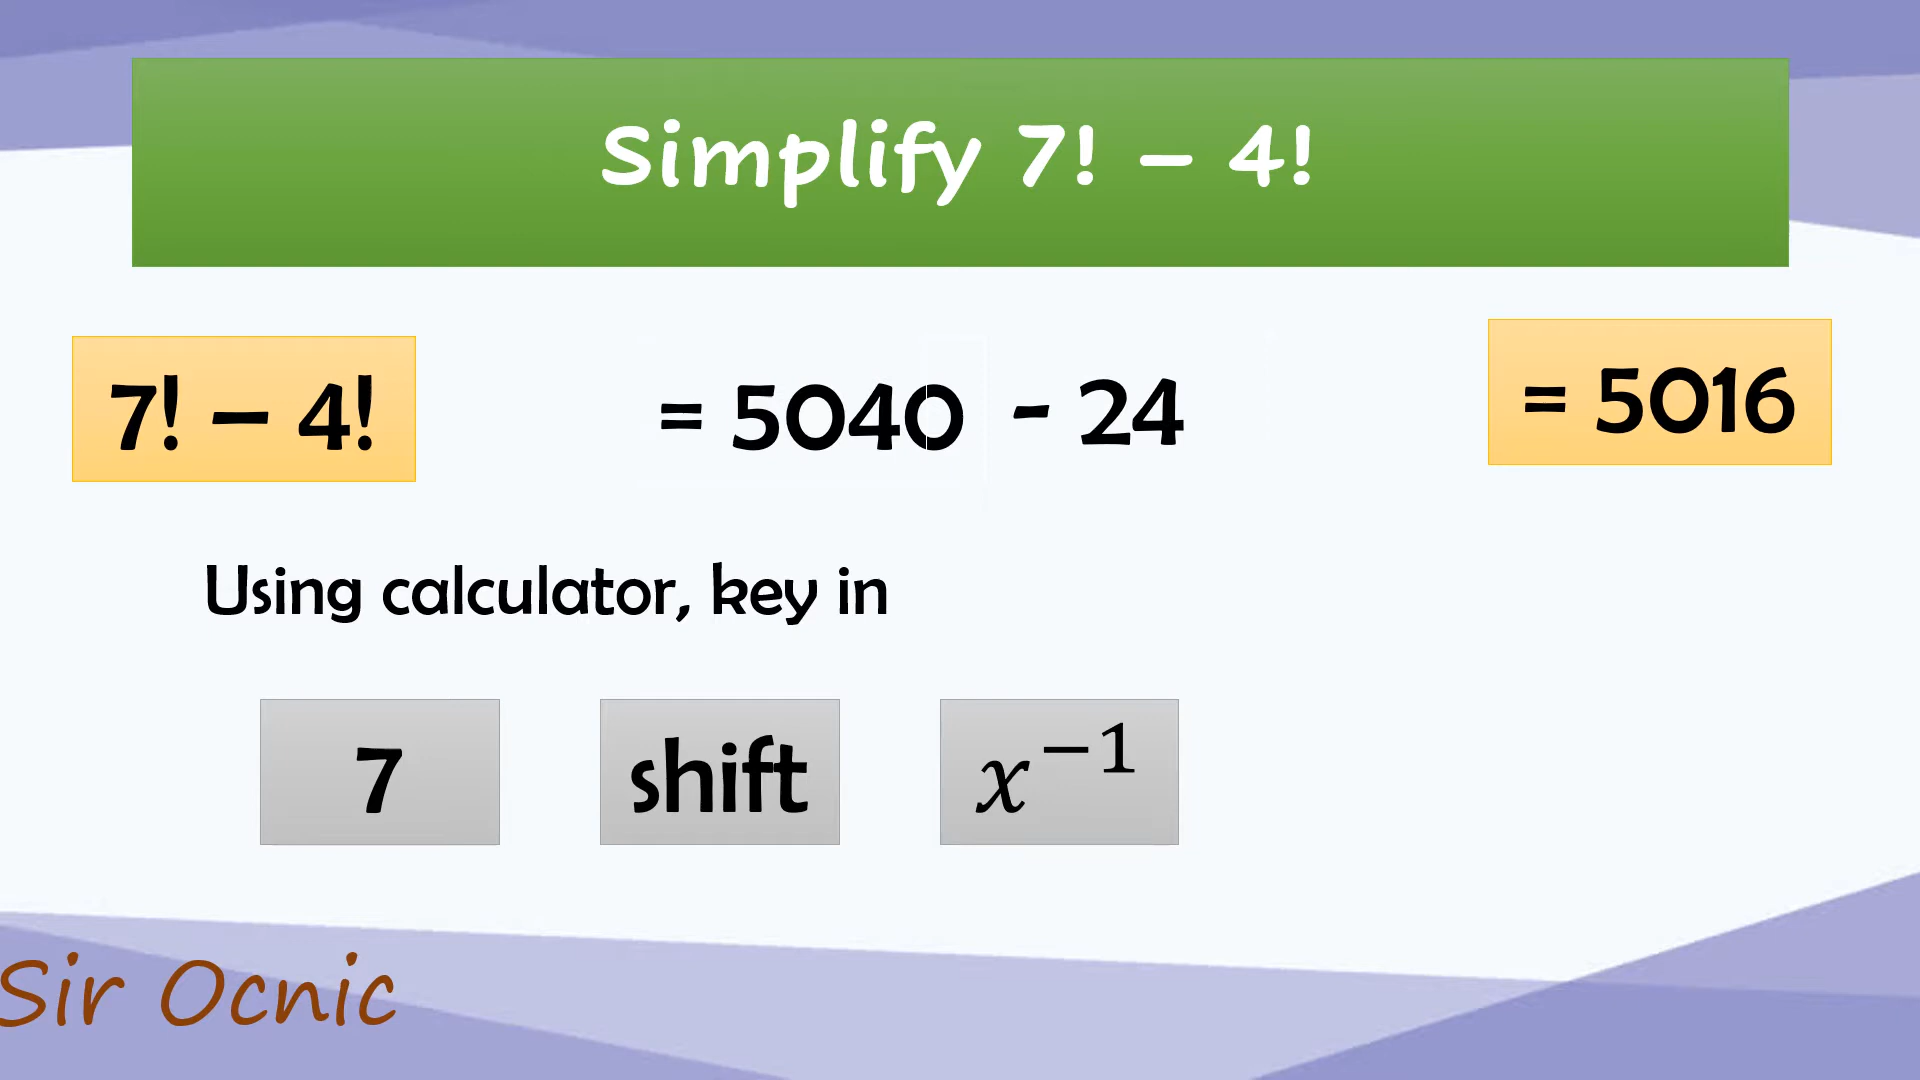 Simplify 7! – 4!
7! – 4! = 5040 - 24 = 5016
Using calculator, key in
7 shift x⁻¹
Sir Ocnic